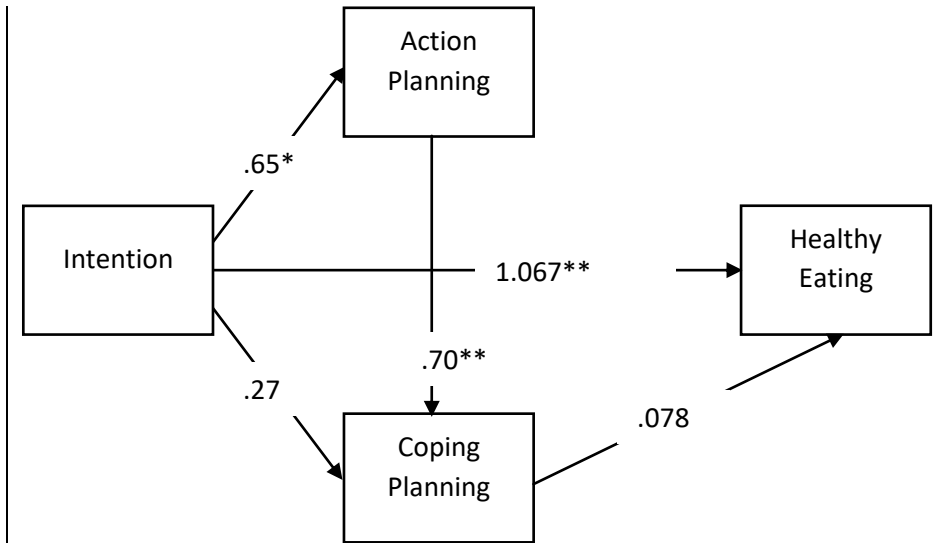 Action
Planning
.65*
Intention
Healthy
Eating
1.067**
.70**
.27
.078
Coping
Planning